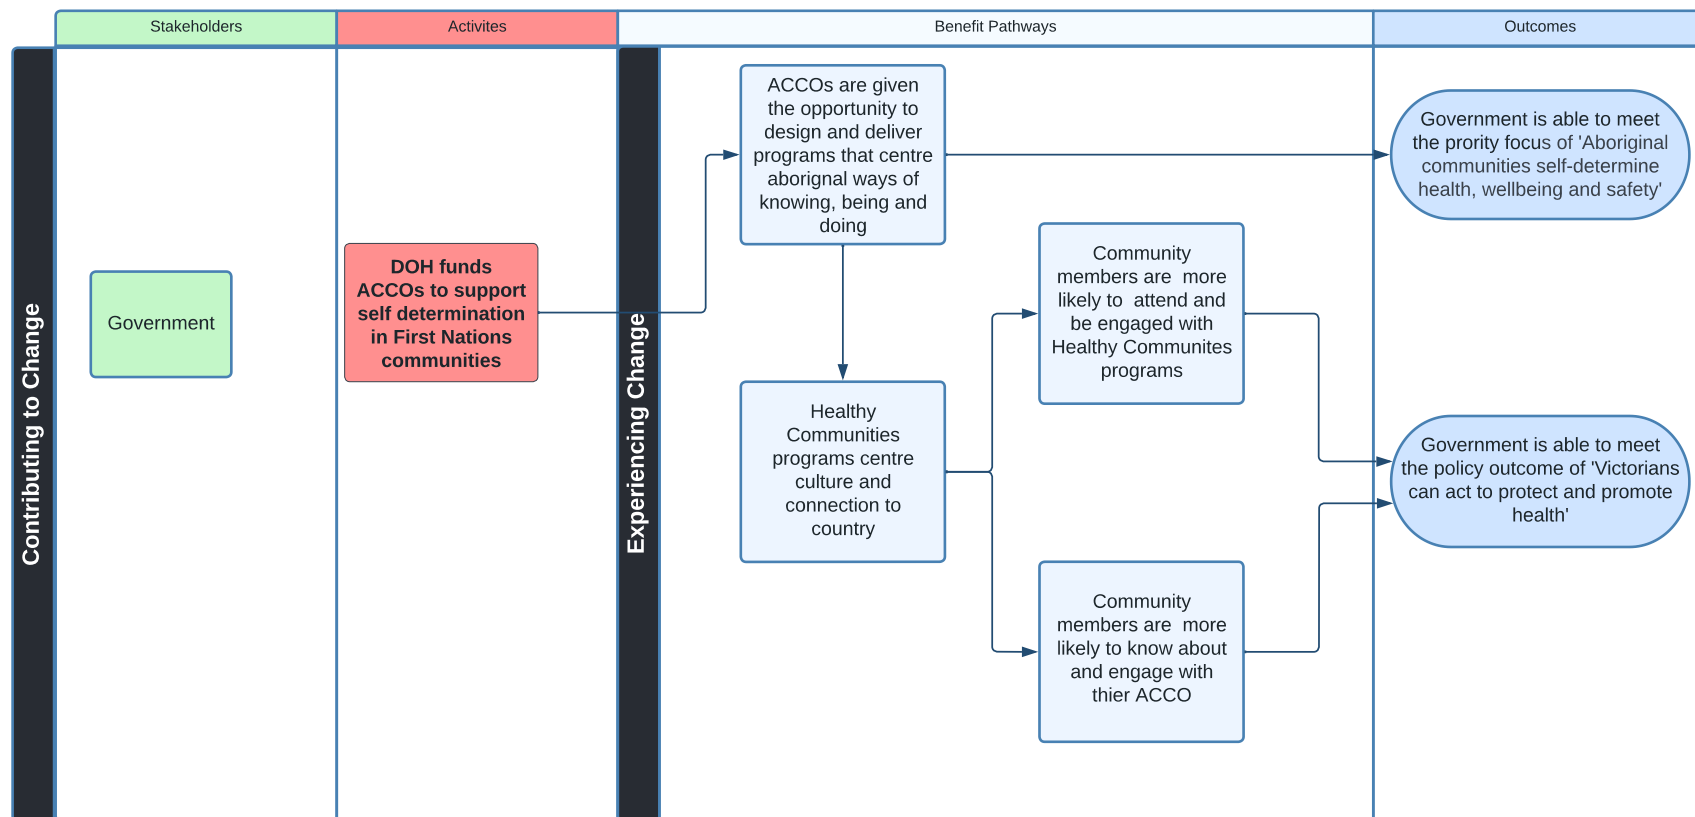 Stakeholders
Activites
Benefit Pathways
Outcomes
Contributing to Change
Government
DOH funds
ACCOs to support
self determination
in First Nations
communities
Experiencing Change
ACCOs are given
the opportunity to
design and deliver
programs that centre
aborignal ways of
knowing, being and
doing
Healthy
Communities
programs centre
culture and
connection to
country
Community
members are  more
likely to  attend and
be engaged with
Healthy Communites
programs
Community
members are  more
likely to know about
and engage with
thier ACCO
Government is able to meet
the prority focus of 'Aboriginal
communities self-determine
health, wellbeing and safety'
Government is able to meet
the policy outcome of 'Victorians
can act to protect and promote
health'